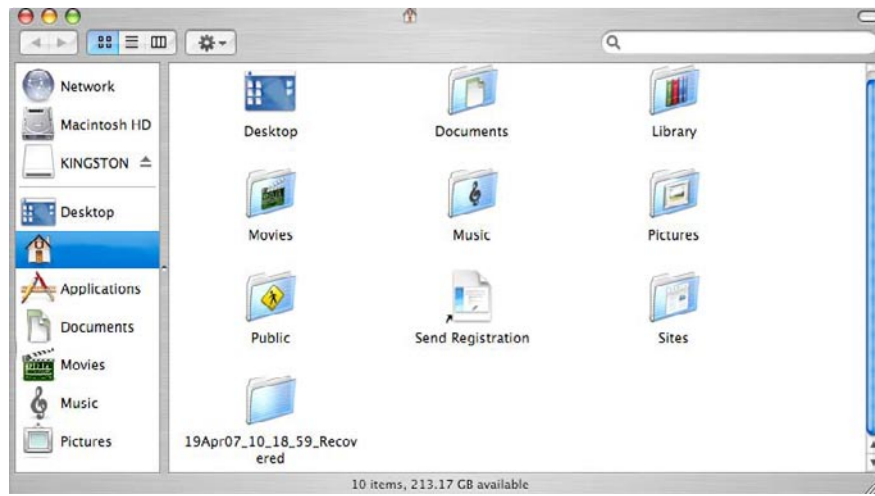 Network
Macintosh HD
KINGSTON
Desktop
Applications
Documents
Movies
Music
Pictures
Desktop
Documents
Library
Movies
Music
Pictures
Public
Send Registration
Sites
19Apr07_10_18_59_Recov
ered
10 items, 213.17 GB available